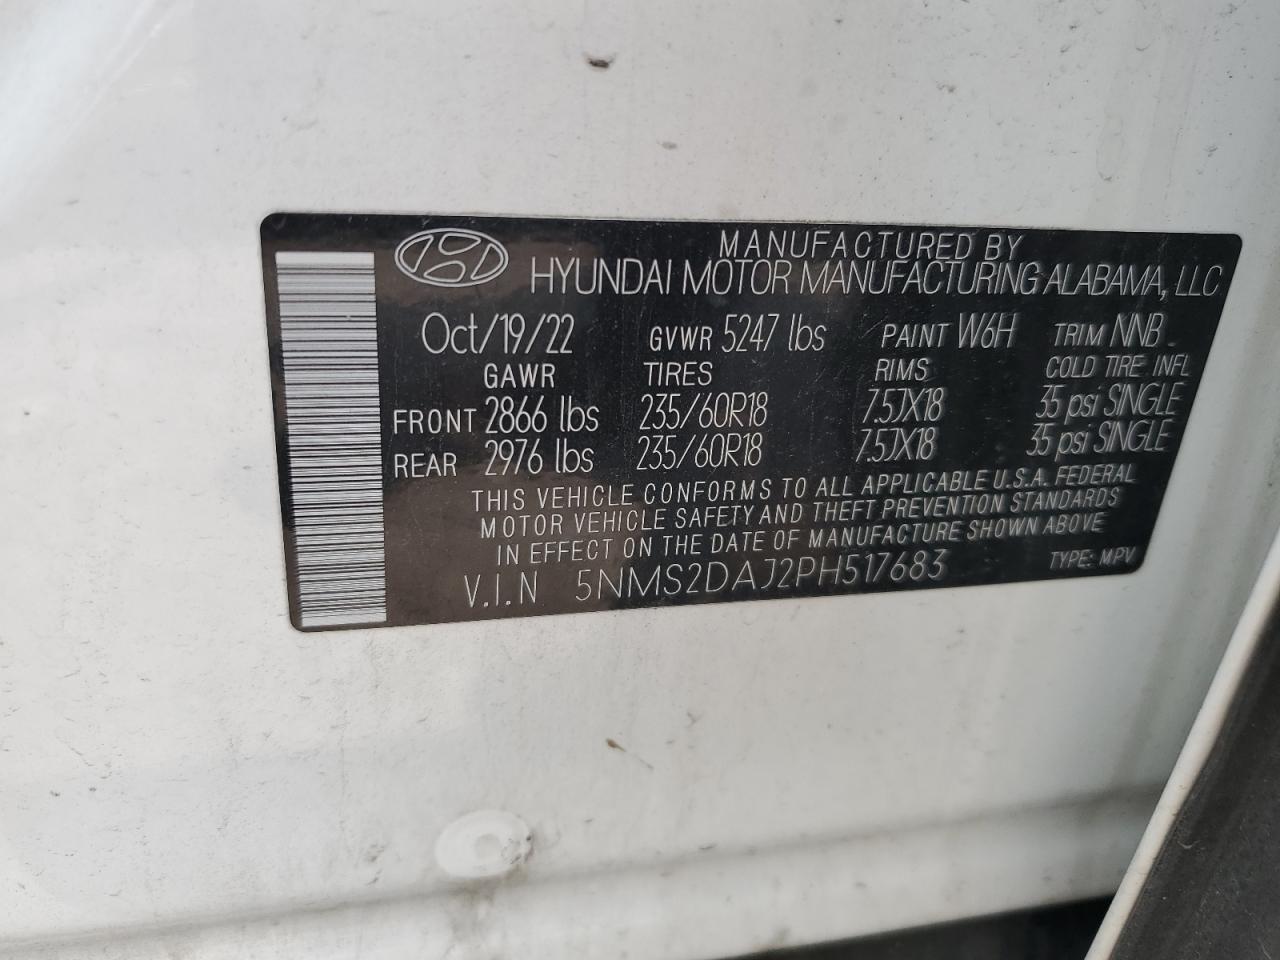 MANUFACTURED BY
HYUNDAI MOTOR MANUFACTURING ALABAMA, LLC
Oct/19/22 GVWR 5247 lbs PAINT W6H TRIM NNB
GAWR TIRES RIMS COLD TIRE INFL
FRONT 2866 lbs 235/60R18 7.5JX18 35 psi SINGLE
REAR 2976 lbs 235/60R18 7.5JX18 35 psi SINGLE
THIS VEHICLE CONFORMS TO ALL APPLICABLE U.S.A. FEDERAL
MOTOR VEHICLE SAFETY AND THEFT PREVENTION STANDARDS
IN EFFECT ON THE DATE OF MANUFACTURE SHOWN ABOVE
V.I.N 5NMS2DAJ2PH517683 TYPE: MPV